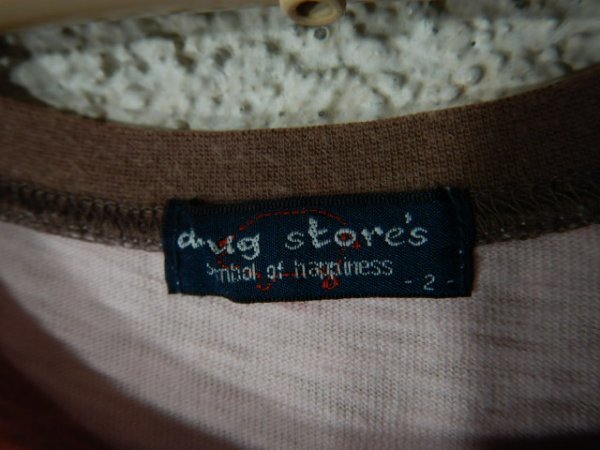 drug store's
symbol of happiness
- 2 -